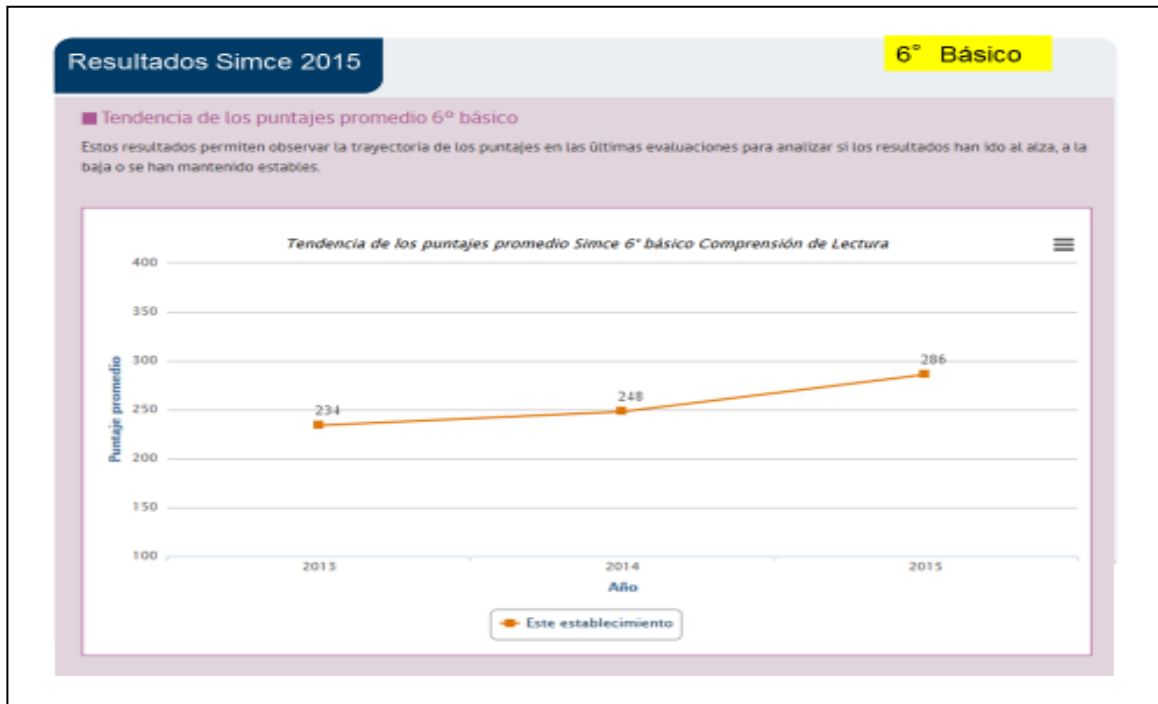 Resultados Simce 2015
6° Básico
Tendencia de los puntajes promedio 6º básico
Estos resultados permiten observar la trayectoria de los puntajes en las últimas evaluaciones para analizar si los resultados han ido al alza, a la
baja o se han mantenido estables.
Tendencia de los puntajes promedio Simce 6° básico Comprensión de Lectura
400
350
300
250
200
150
100
Puntaje promedio
234
248
286
2013
2014
2015
Año
Este establecimiento